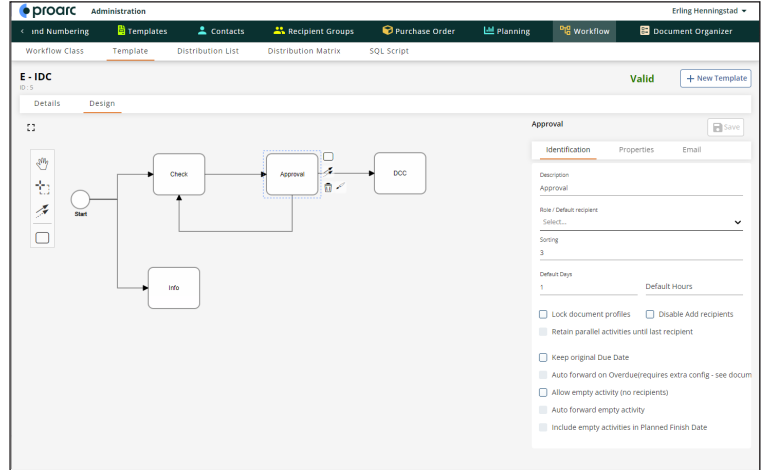 proarc Administration Erling Henningstad
and Numbering Templates Contacts Recipient Groups Purchase Order Planning Workflow Document Organizer
Workflow Class Template Distribution List Distribution Matrix SQL Script
E - IDC Valid + New Template
ID: 5
Details Design
Approval Save
Identification Properties Email
Description
Approval
Role / Default recipient
Select...
Sorting
3
Default Days
1 Default Hours
Lock document profiles Disable Add recipients
Retain parallel activities until last recipient
Keep original Due Date
Auto forward on Overdue(requires extra config - see docum
Allow empty activity (no recipients)
Auto forward empty activity
Include empty activities in Planned Finish Date
Start
Check
Approval
DCC
Info